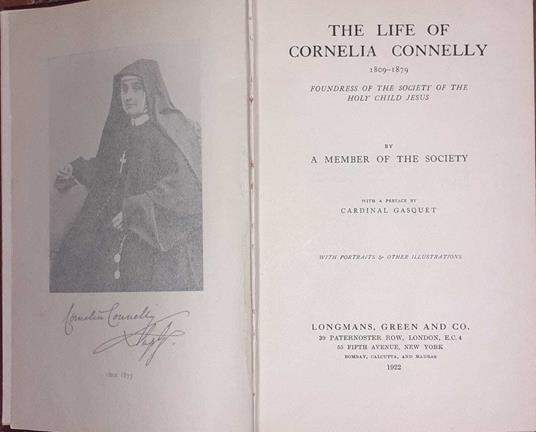 Cornelia Connelly
circa 1877
THE LIFE OF
CORNELIA CONNELLY
1809–1879
FOUNDRESS OF THE SOCIETY OF THE
HOLY CHILD JESUS
BY
A MEMBER OF THE SOCIETY
WITH A PREFACE BY
CARDINAL GASQUET
WITH PORTRAITS & OTHER ILLUSTRATIONS
LONGMANS, GREEN AND CO.
39 PATERNOSTER ROW, LONDON, E.C. 4
55 FIFTH AVENUE, NEW YORK
BOMBAY, CALCUTTA, AND MADRAS
1922